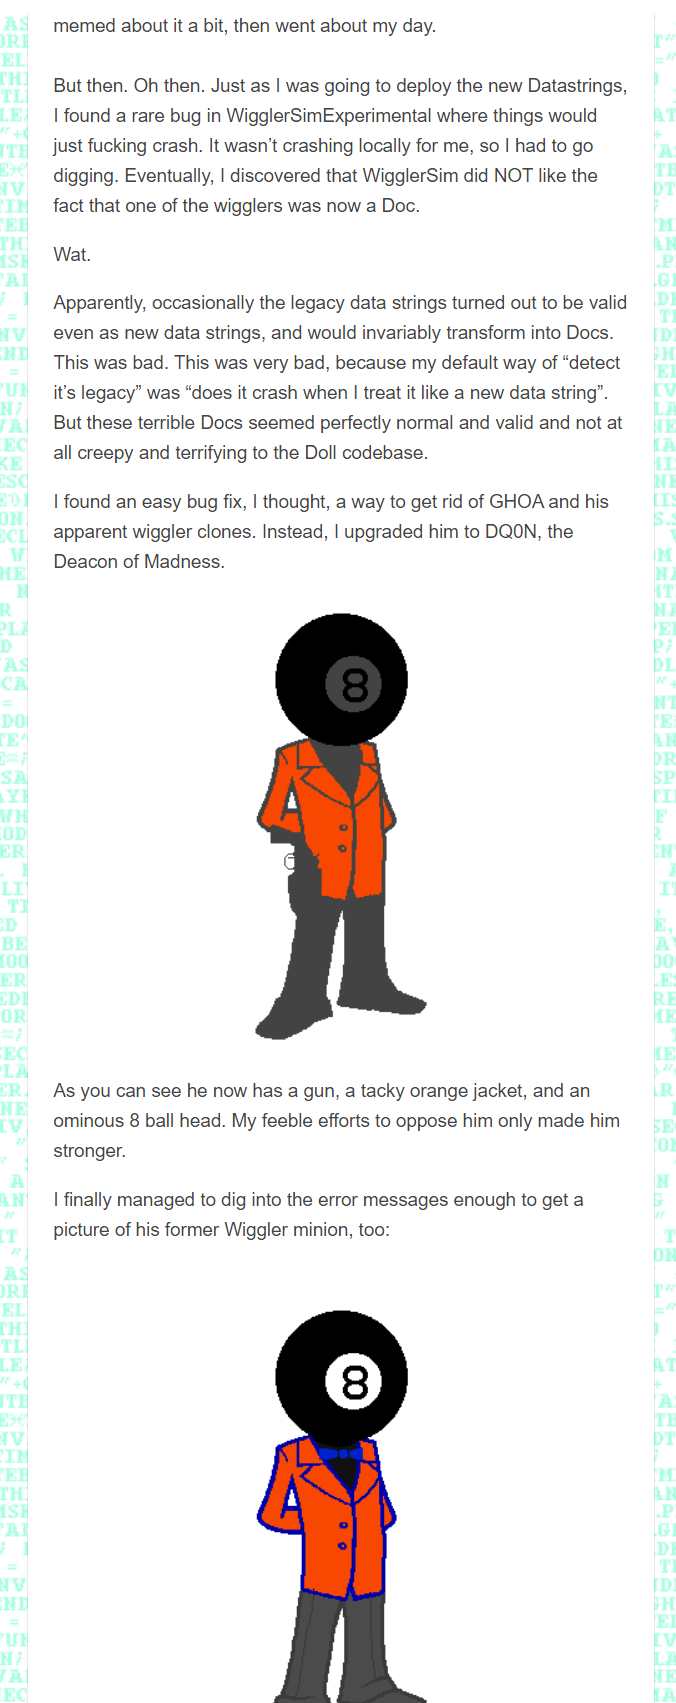 memed about it a bit, then went about my day.
But then. Oh then. Just as I was going to deploy the new Datastrings,
I found a rare bug in WigglerSimExperimental where things would
just fucking crash. It wasn’t crashing locally for me, so I had to go
digging. Eventually, I discovered that WigglerSim did NOT like the
fact that one of the wigglers was now a Doc.
Wat.
Apparently, occasionally the legacy data strings turned out to be valid
even as new data strings, and would invariably transform into Docs.
This was bad. This was very bad, because my default way of “detect
it’s legacy” was “does it crash when I treat it like a new data string”.
But these terrible Docs seemed perfectly normal and valid and not at
all creepy and terrifying to the Doll codebase.
I found an easy bug fix, I thought, a way to get rid of GHOA and his
apparent wiggler clones. Instead, I upgraded him to DQ0N, the
Deacon of Madness.
8
As you can see he now has a gun, a tacky orange jacket, and an
ominous 8 ball head. My feeble efforts to oppose him only made him
stronger.
I finally managed to dig into the error messages enough to get a
picture of his former Wiggler minion, too:
8